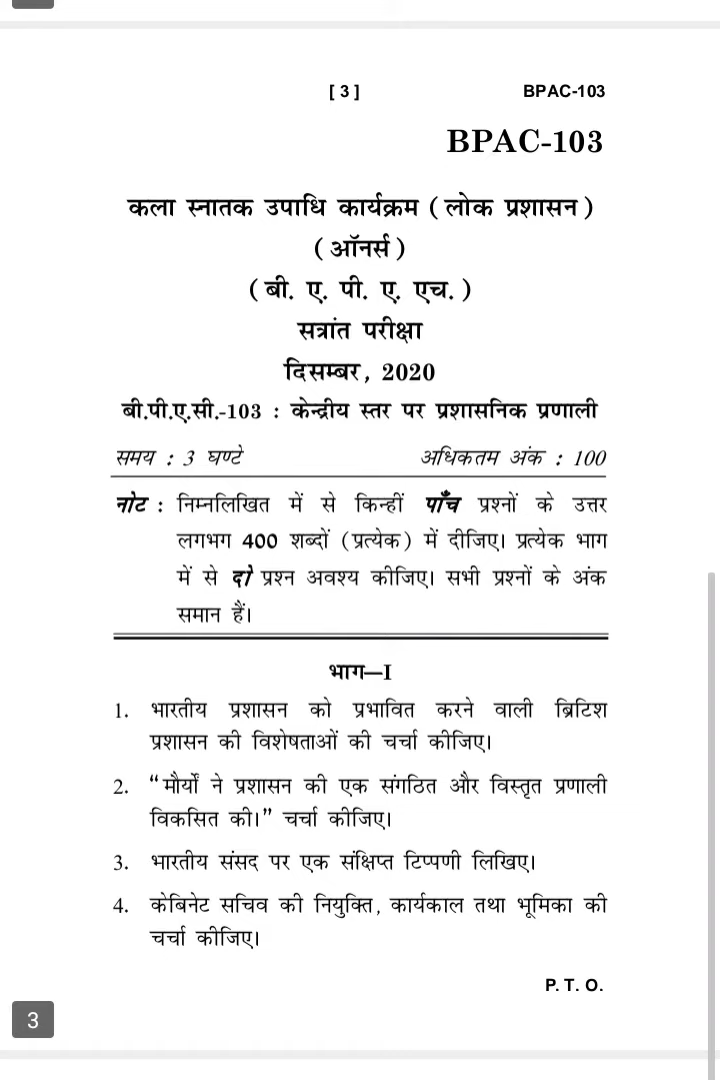 [ 3 ] BPAC-103
BPAC-103
कला स्नातक उपाधि कार्यक्रम ( लोक प्रशासन )
( ऑनर्स )
( बी. ए. पी. ए. एच. )
सत्रांत परीक्षा
दिसम्बर, 2020
बी.पी.ए.सी.-103 : केन्द्रीय स्तर पर प्रशासनिक प्रणाली
समय : 3 घण्टे अधिकतम अंक : 100
नोट : निम्नलिखित में से किन्हीं पाँच प्रश्नों के उत्तर
लगभग 400 शब्दों (प्रत्येक) में दीजिए। प्रत्येक भाग
में से दो प्रश्न अवश्य कीजिए। सभी प्रश्नों के अंक
समान हैं।
भाग—I
1. भारतीय प्रशासन को प्रभावित करने वाली ब्रिटिश
प्रशासन की विशेषताओं की चर्चा कीजिए।
2. “मौर्यों ने प्रशासन की एक संगठित और विस्तृत प्रणाली
विकसित की।” चर्चा कीजिए।
3. भारतीय संसद पर एक संक्षिप्त टिप्पणी लिखिए।
4. केबिनेट सचिव की नियुक्ति, कार्यकाल तथा भूमिका की
चर्चा कीजिए।
P. T. O.
3